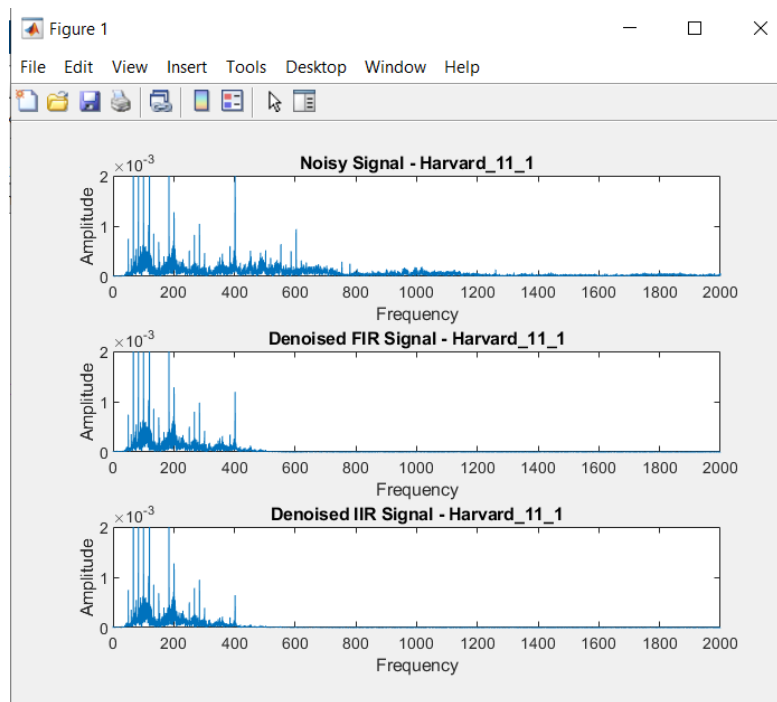 Figure 1
File Edit View Insert Tools Desktop Window Help
Noisy Signal - Harvard_11_1
×10-3
2
1
0
Amplitude
0 200 400 600 800 1000 1200 1400 1600 1800 2000
Frequency
Denoised FIR Signal - Harvard_11_1
×10-3
2
1
0
Amplitude
0 200 400 600 800 1000 1200 1400 1600 1800 2000
Frequency
Denoised IIR Signal - Harvard_11_1
×10-3
2
1
0
Amplitude
0 200 400 600 800 1000 1200 1400 1600 1800 2000
Frequency